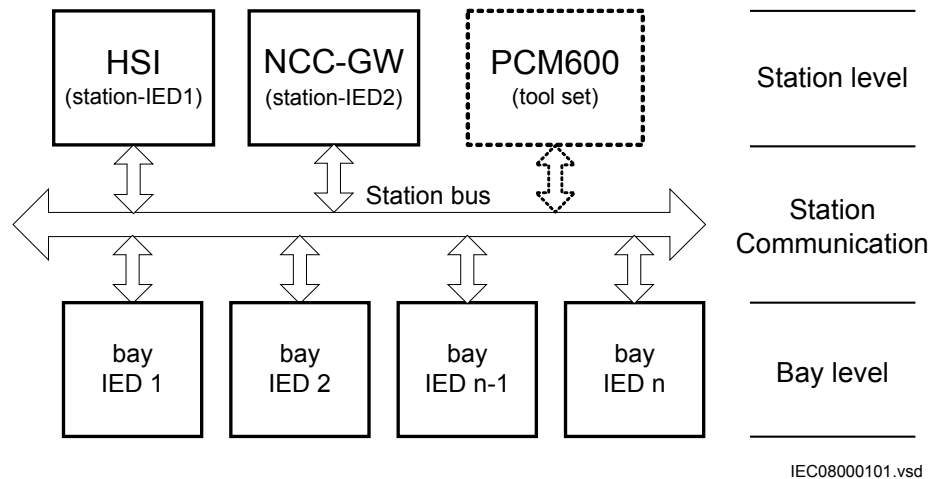 HSI
(station-IED1)
NCC-GW
(station-IED2)
PCM600
(tool set)
Station level
Station bus
Station
Communication
bay
IED 1
bay
IED 2
bay
IED n-1
bay
IED n
Bay level
IEC08000101.vsd